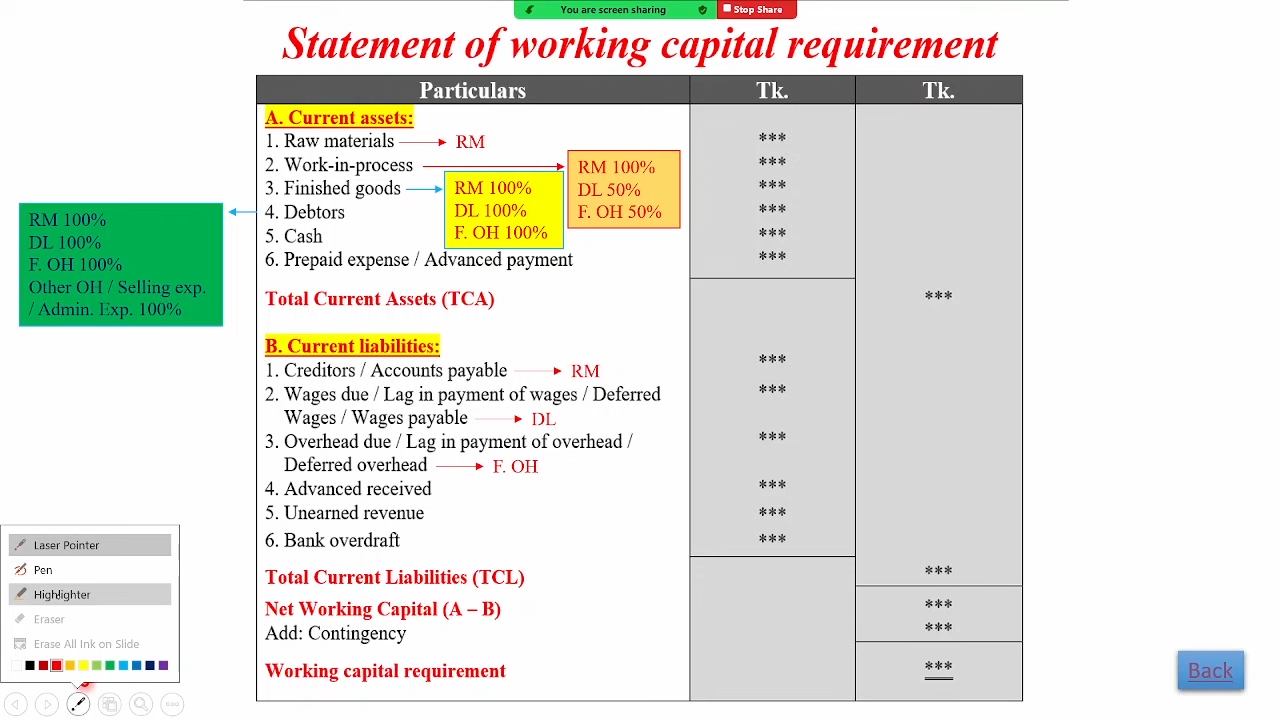 You are screen sharing
Stop Share
Statement of working capital requirement
Particulars Tk. Tk.
A. Current assets:
1. Raw materials RM ***
2. Work-in-process ***
3. Finished goods ***
4. Debtors ***
5. Cash ***
6. Prepaid expense / Advanced payment ***
RM 100%
DL 50%
F. OH 50%
RM 100%
DL 100%
F. OH 100%
RM 100%
DL 100%
F. OH 100%
Other OH / Selling exp.
/ Admin. Exp. 100%
Total Current Assets (TCA) ***
B. Current liabilities:
1. Creditors / Accounts payable RM ***
2. Wages due / Lag in payment of wages / Deferred ***
Wages / Wages payable DL
3. Overhead due / Lag in payment of overhead / ***
Deferred overhead F. OH
4. Advanced received ***
5. Unearned revenue ***
6. Bank overdraft ***
Total Current Liabilities (TCL) ***
Net Working Capital (A – B) ***
Add: Contingency ***
Working capital requirement ***
Laser Pointer
Pen
Highlighter
Eraser
Erase All Ink on Slide
Back